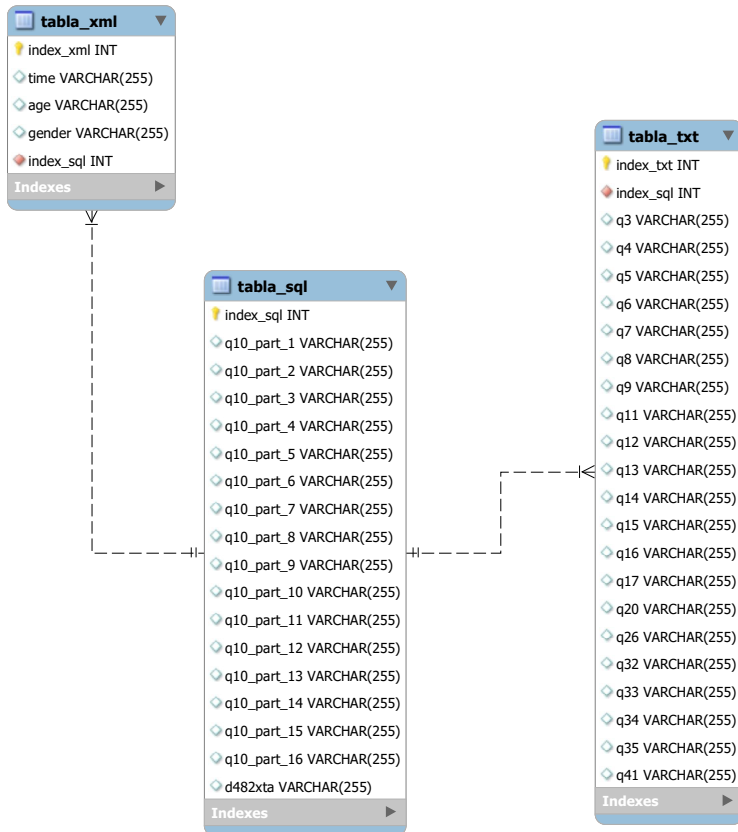 tabla_xml
index_xml INT
time VARCHAR(255)
age VARCHAR(255)
gender VARCHAR(255)
index_sql INT
Indexes
tabla_sql
index_sql INT
q10_part_1 VARCHAR(255)
q10_part_2 VARCHAR(255)
q10_part_3 VARCHAR(255)
q10_part_4 VARCHAR(255)
q10_part_5 VARCHAR(255)
q10_part_6 VARCHAR(255)
q10_part_7 VARCHAR(255)
q10_part_8 VARCHAR(255)
q10_part_9 VARCHAR(255)
q10_part_10 VARCHAR(255)
q10_part_11 VARCHAR(255)
q10_part_12 VARCHAR(255)
q10_part_13 VARCHAR(255)
q10_part_14 VARCHAR(255)
q10_part_15 VARCHAR(255)
q10_part_16 VARCHAR(255)
d482xta VARCHAR(255)
Indexes
tabla_txt
index_txt INT
index_sql INT
q3 VARCHAR(255)
q4 VARCHAR(255)
q5 VARCHAR(255)
q6 VARCHAR(255)
q7 VARCHAR(255)
q8 VARCHAR(255)
q9 VARCHAR(255)
q11 VARCHAR(255)
q12 VARCHAR(255)
q13 VARCHAR(255)
q14 VARCHAR(255)
q15 VARCHAR(255)
q16 VARCHAR(255)
q17 VARCHAR(255)
q20 VARCHAR(255)
q26 VARCHAR(255)
q32 VARCHAR(255)
q33 VARCHAR(255)
q34 VARCHAR(255)
q35 VARCHAR(255)
q41 VARCHAR(255)
Indexes